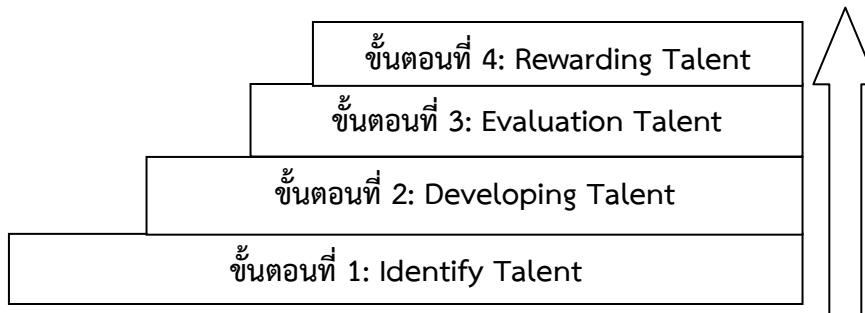 ขั้นตอนที่ 4: Rewarding Talent
ขั้นตอนที่ 3: Evaluation Talent
ขั้นตอนที่ 2: Developing Talent
ขั้นตอนที่ 1: Identify Talent